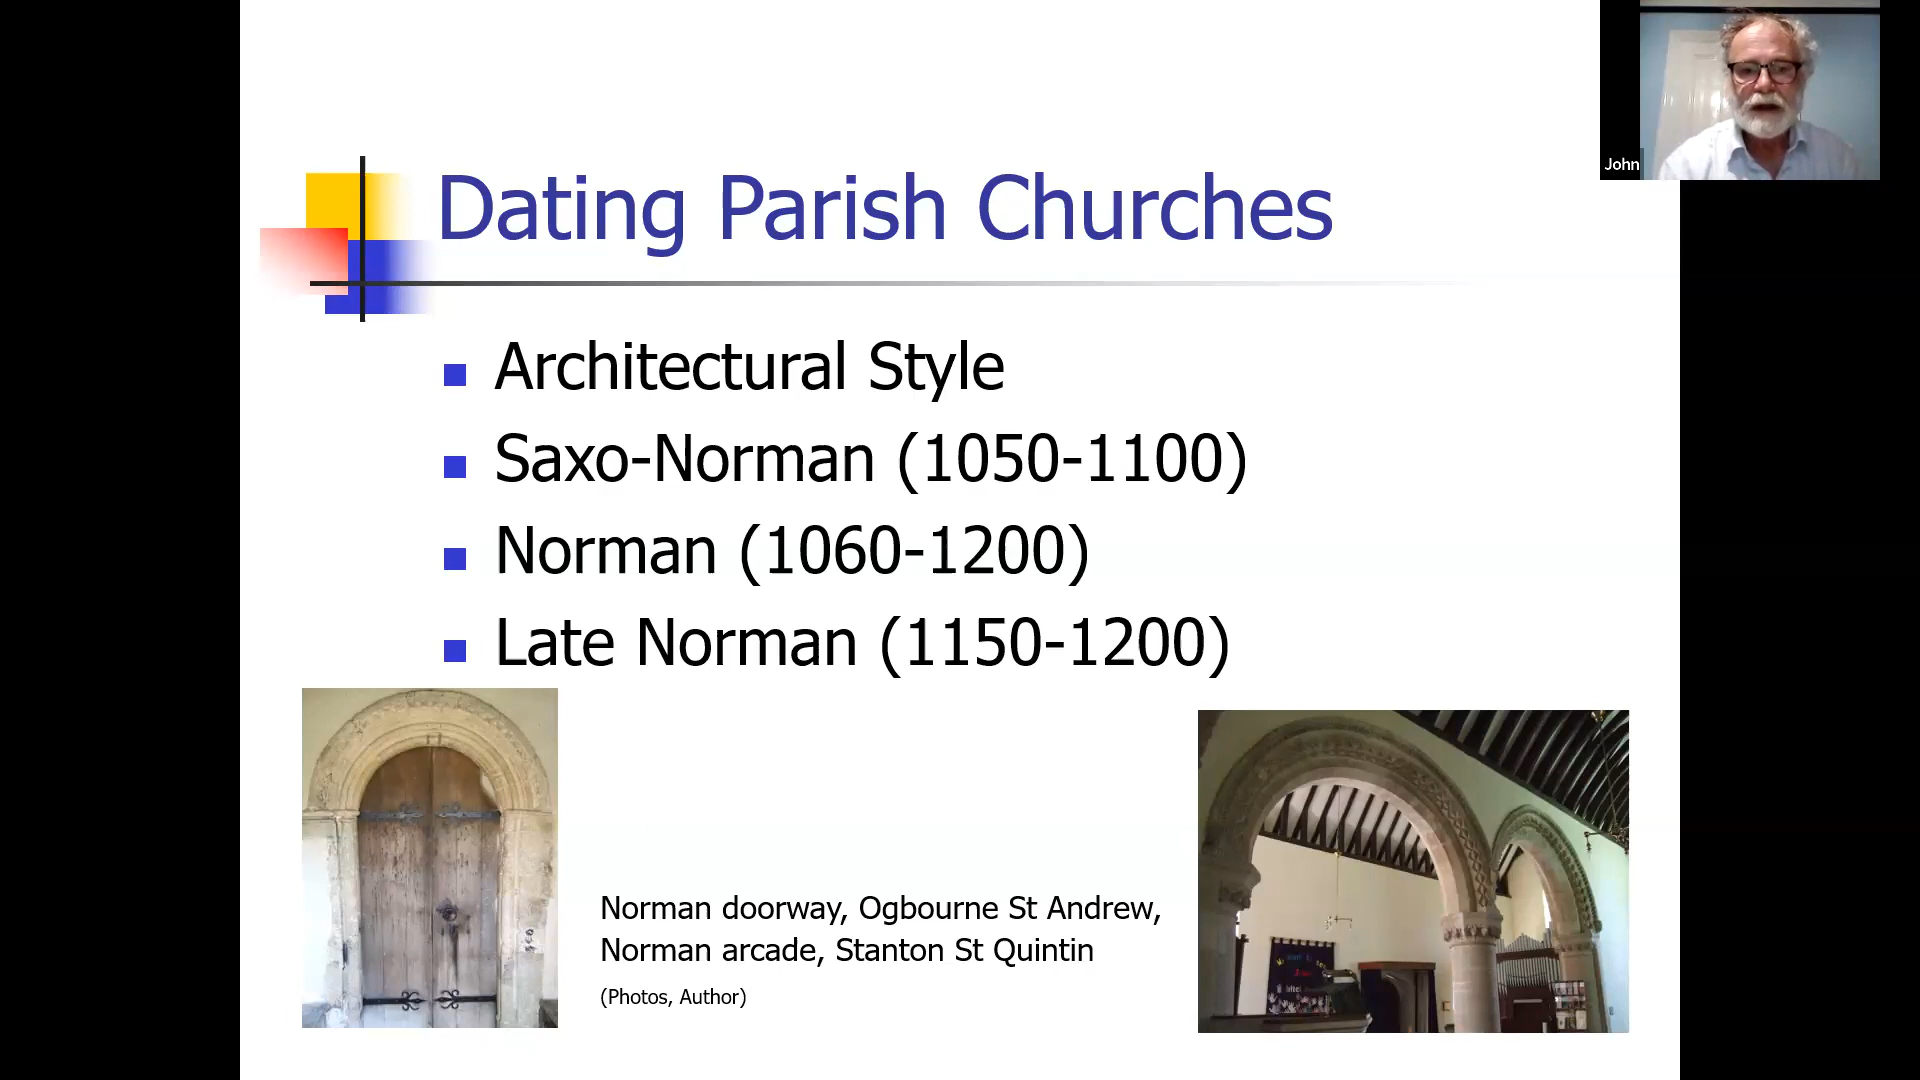 John
Dating Parish Churches
Architectural Style
Saxo-Norman (1050-1100)
Norman (1060-1200)
Late Norman (1150-1200)
Norman doorway, Ogbourne St Andrew,
Norman arcade, Stanton St Quintin
(Photos, Author)